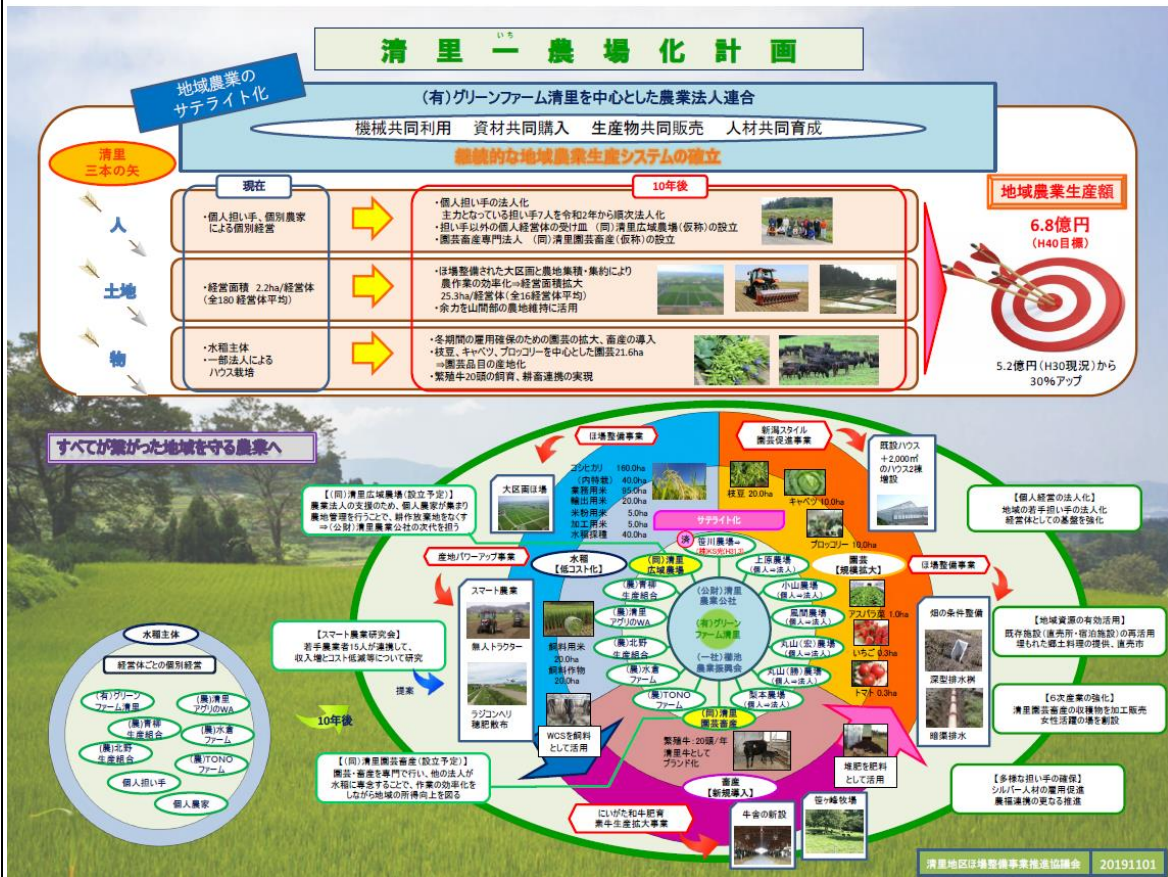 いち
清里一農場化計画
地域農業の
サテライト化
(有)グリーンファーム清里を中心とした農業法人連合
機械共同利用　資材共同購入　生産物共同販売　人材共同育成
継続的な地域農業生産システムの確立
清里
三本の矢
現在
10年後
人
・個人担い手、個別農家
による個別経営
・個人担い手の法人化
主力となっている担い手7人を令和2年から順次法人化
・担い手以外の個人経営体の受け皿　(同)清里広域農場(仮称)の設立
・園芸畜産専門法人　(同)清里園芸畜産(仮称)の設立
土地
・経営面積　2.2ha/経営体
(全180経営体平均)
・ほ場整備された大区画と農地集積・集約により
農作業の効率化⇒経営面積拡大
25.3ha/経営体(全16経営体平均)
・余力を山間部の農地維持に活用
物
・水稲主体
・一部法人による
ハウス栽培
・冬期間の雇用確保のための園芸の拡大、畜産の導入
・枝豆、キャベツ、ブロッコリーを中心とした園芸21.6ha
⇒園芸品目の産地化
・繁殖牛20頭の飼育、耕畜連携の実現
地域農業生産額
6.8億円
(H40目標)
5.2億円(H30現況)から
30%アップ
すべてが繋がった地域を守る農業へ
水稲主体
経営体ごとの個別経営
(有)グリーン
ファーム清里
(農)清里
アグリのWA
(農)青柳
生産組合
(農)水倉
ファーム
(農)北野
生産組合
(農)TONO
ファーム
個人担い手
個人農家
10年後
【(同)清里広域農場(設立予定)】
農業法人の支援のため、個人農家が集まり
農地管理を行うことで、耕作放棄地をなくす
⇒(公財)清里農業公社の次代を担う
【スマート農業研究会】
若手農業者15人が連携して、
収入増とコスト低減等について研究
提案
【(同)清里園芸畜産(設立予定)】
園芸・畜産を専門で行い、他の法人が
水稲に専念することで、作業の効率化を
しながら地域の所得向上を図る
ほ場整備事業
大区画ほ場
コシヒカリ　160.0ha
(内特栽)　40.0ha
業務用米　95.0ha
輸出用米　20.0ha
米粉用米　5.0ha
加工用米　5.0ha
水稲採種　40.0ha
産地パワーアップ事業
スマート農業
無人トラクター
ラジコンヘリ
穂肥散布
水稲
【低コスト化】
飼料用米
20.0ha
飼料作物
20.0ha
WCSを飼料
として活用
サテライト化
済
笹川農場⇒
(公財)清里
農業公社
(有)グリーン
ファーム清里
(一社)櫛池
農業振興会
(同)清里
広域農場
(農)青柳
生産組合
(農)清里
アグリのWA
(農)北野
生産組合
(農)水倉
ファーム
(農)TONO
ファーム
(同)清里
園芸畜産
上原農場
(個人⇒法人)
小山農場
(個人⇒法人)
風間農場
(個人⇒法人)
丸山(宏)農場
(個人⇒法人)
丸山(勝)農場
(個人⇒法人)
梨本農場
(個人⇒法人)
新潟スタイル
園芸促進事業
既設ハウス
＋2,000㎡
のハウス2棟
増設
枝豆 20.0ha
キャベツ 10.0ha
ブロッコリー 10.0ha
園芸
【規模拡大】
アスパラ菜 1.0ha
いちご 0.3ha
トマト 0.3ha
ほ場整備事業
畑の条件整備
深型排水桝
暗渠排水
堆肥を肥料
として活用
繁殖牛：20頭/年
清里牛として
ブランド化
畜産
【新規導入】
にいがた和牛肥育
素牛生産拡大事業
牛舎の新設
笹ヶ峰牧場
【個人経営の法人化】
地域の若手担い手の法人化
経営体としての基盤を強化
【地域資源の有効活用】
既存施設(直売所・宿泊施設)の再活用
埋もれた郷土料理の提供、直売市
【6次産業の強化】
清里園芸畜産の収穫物を加工販売
女性活躍の場を創設
【多様な担い手の確保】
シルバー人材の雇用促進
農福連携の更なる推進
清里地区ほ場整備事業推進協議会　20191101